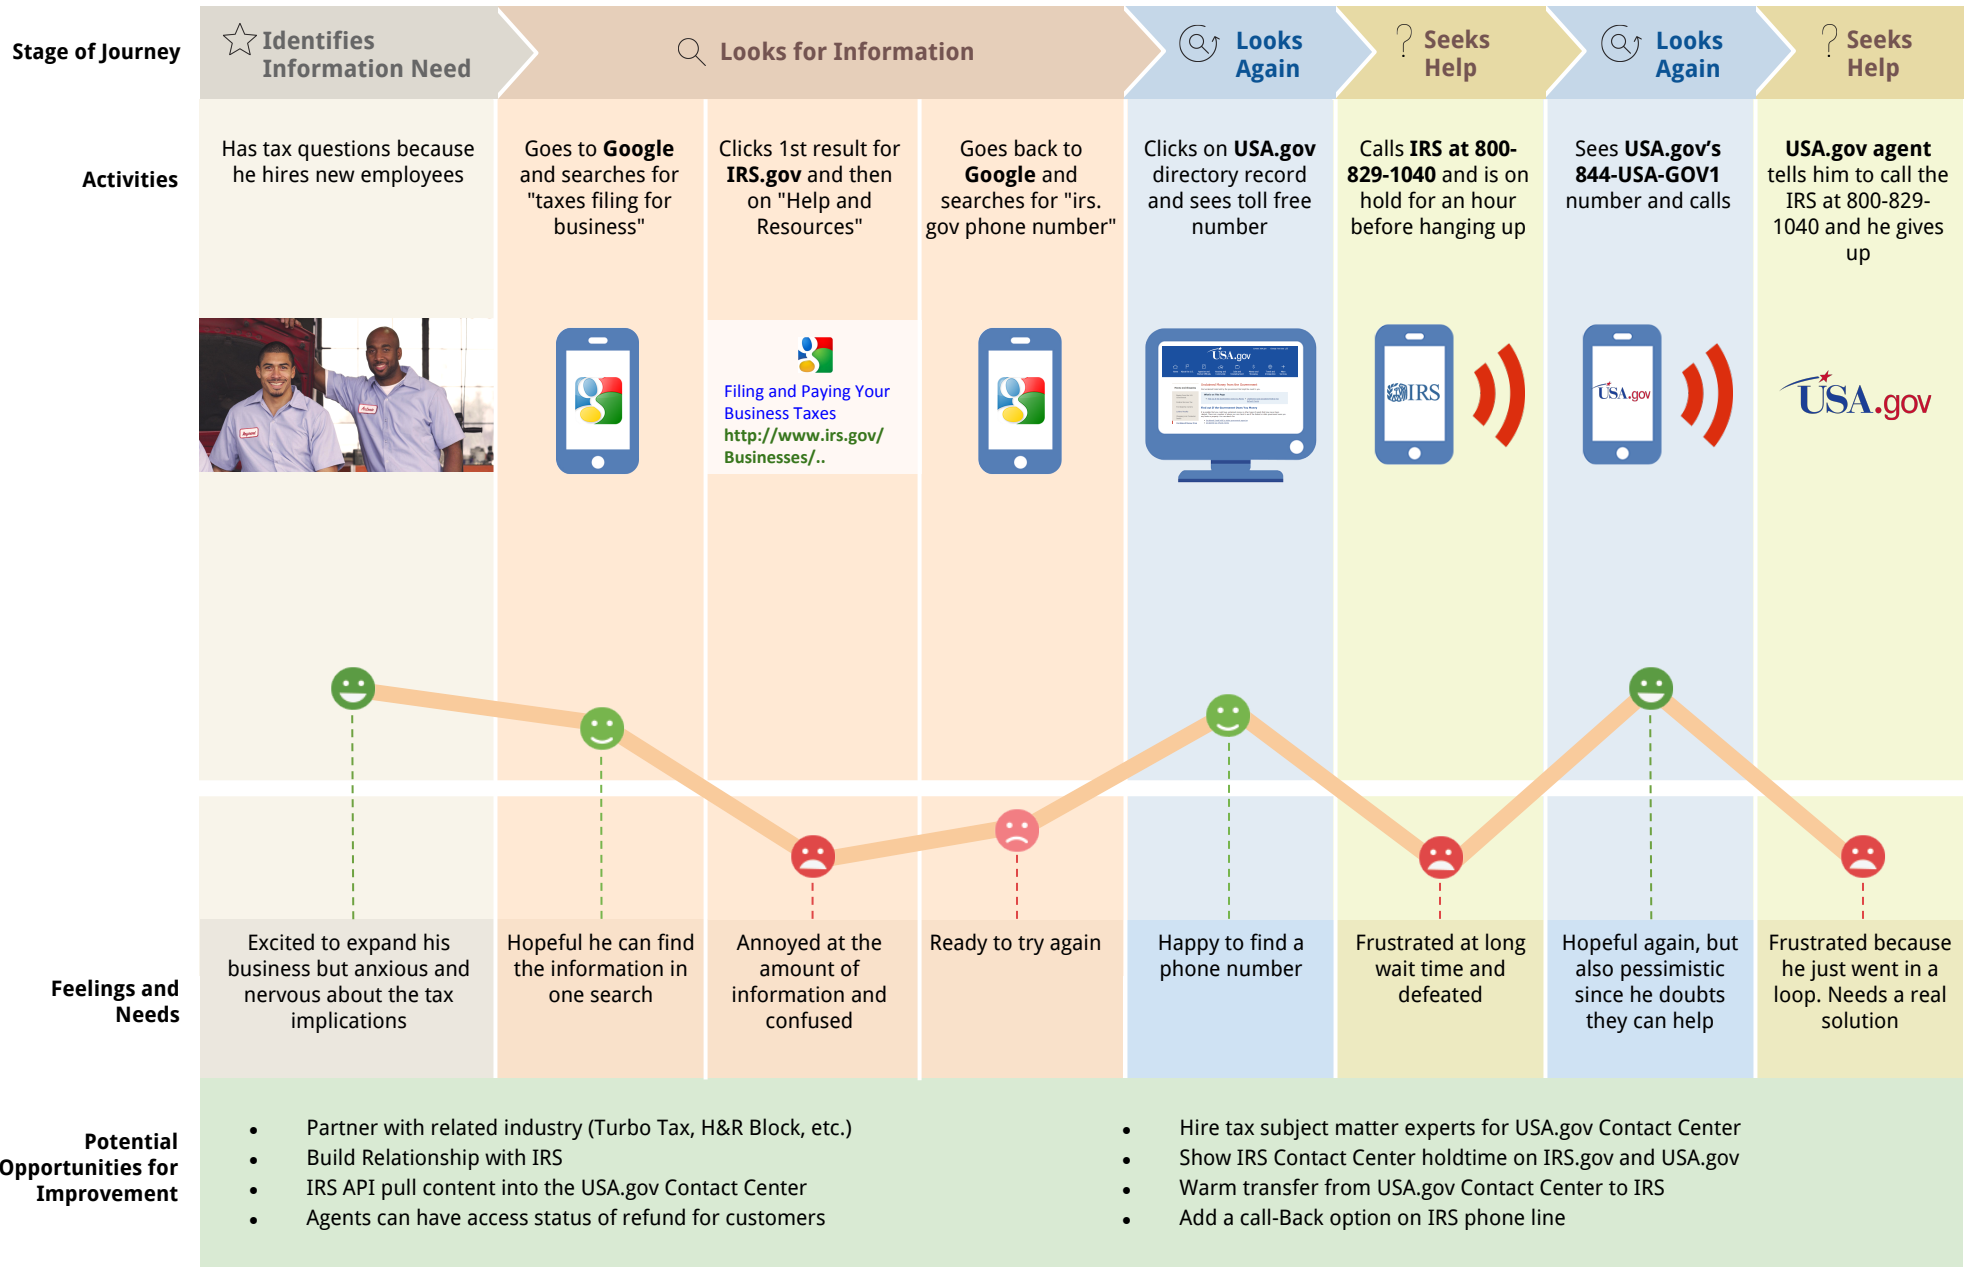 Stage of Journey
Identifies
Information Need
Looks for Information
Looks
Again
Seeks
Help
Looks
Again
Seeks
Help
Activities
Has tax questions because
he hires new employees
Goes to Google
and searches for
"taxes filing for
business"
Clicks 1st result for
IRS.gov and then
on "Help and
Resources"
Goes back to
Google and
searches for "irs.
gov phone number"
Clicks on USA.gov
directory record
and sees toll free
number
Calls IRS at 800-
829-1040 and is on
hold for an hour
before hanging up
Sees USA.gov’s
844-USA-GOV1
number and calls
USA.gov agent
tells him to call the
IRS at 800-829-
1040 and he gives
up
Filing and Paying Your
Business Taxes
http://www.irs.gov/
Businesses/..
USA.gov
IRS
USA.gov
USA.gov
Feelings and
Needs
Excited to expand his
business but anxious and
nervous about the tax
implications
Hopeful he can find
the information in
one search
Annoyed at the
amount of
information and
confused
Ready to try again
Happy to find a
phone number
Frustrated at long
wait time and
defeated
Hopeful again, but
also pessimistic
since he doubts
they can help
Frustrated because
he just went in a
loop. Needs a real
solution
Potential
Opportunities for
Improvement
• Partner with related industry (Turbo Tax, H&R Block, etc.)
• Build Relationship with IRS
• IRS API pull content into the USA.gov Contact Center
• Agents can have access status of refund for customers
• Hire tax subject matter experts for USA.gov Contact Center
• Show IRS Contact Center holdtime on IRS.gov and USA.gov
• Warm transfer from USA.gov Contact Center to IRS
• Add a call-Back option on IRS phone line